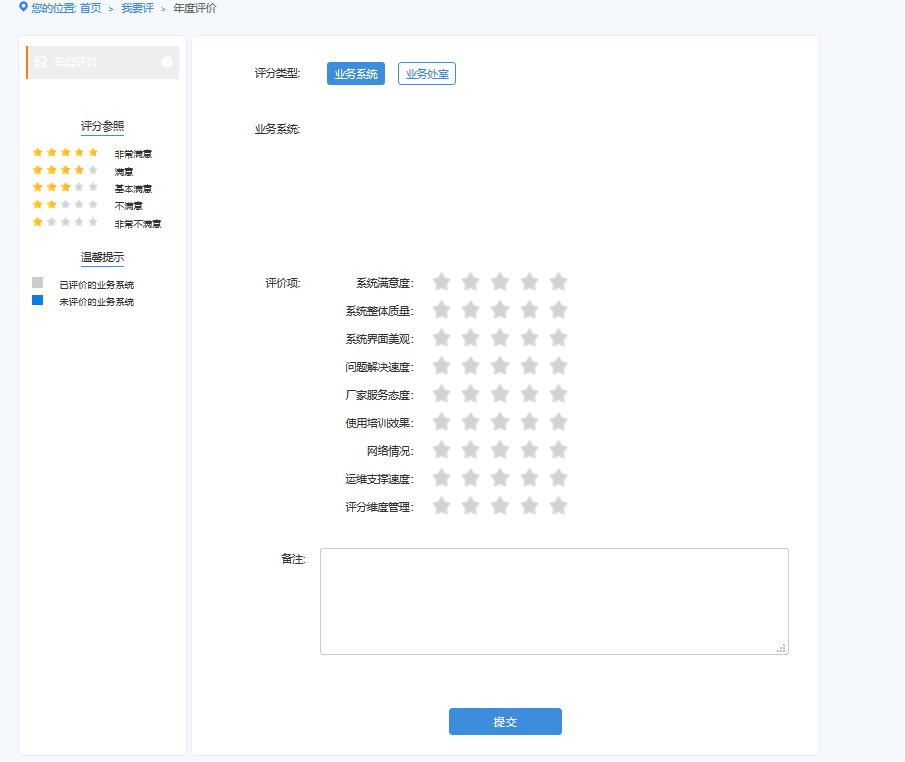 您的位置: 首页 > 我要评 > 年度评价
年度评价
评分参照
非常满意
满意
基本满意
不满意
非常不满意
温馨提示
已评价的业务系统
未评价的业务系统
评分类型: 业务系统 业务处室
业务系统:
评价项: 系统满意度:
系统整体质量:
系统界面美观:
问题解决速度:
厂家服务态度:
使用培训效果:
网络情况:
运维支撑速度:
评分维度管理:
备注:
提交